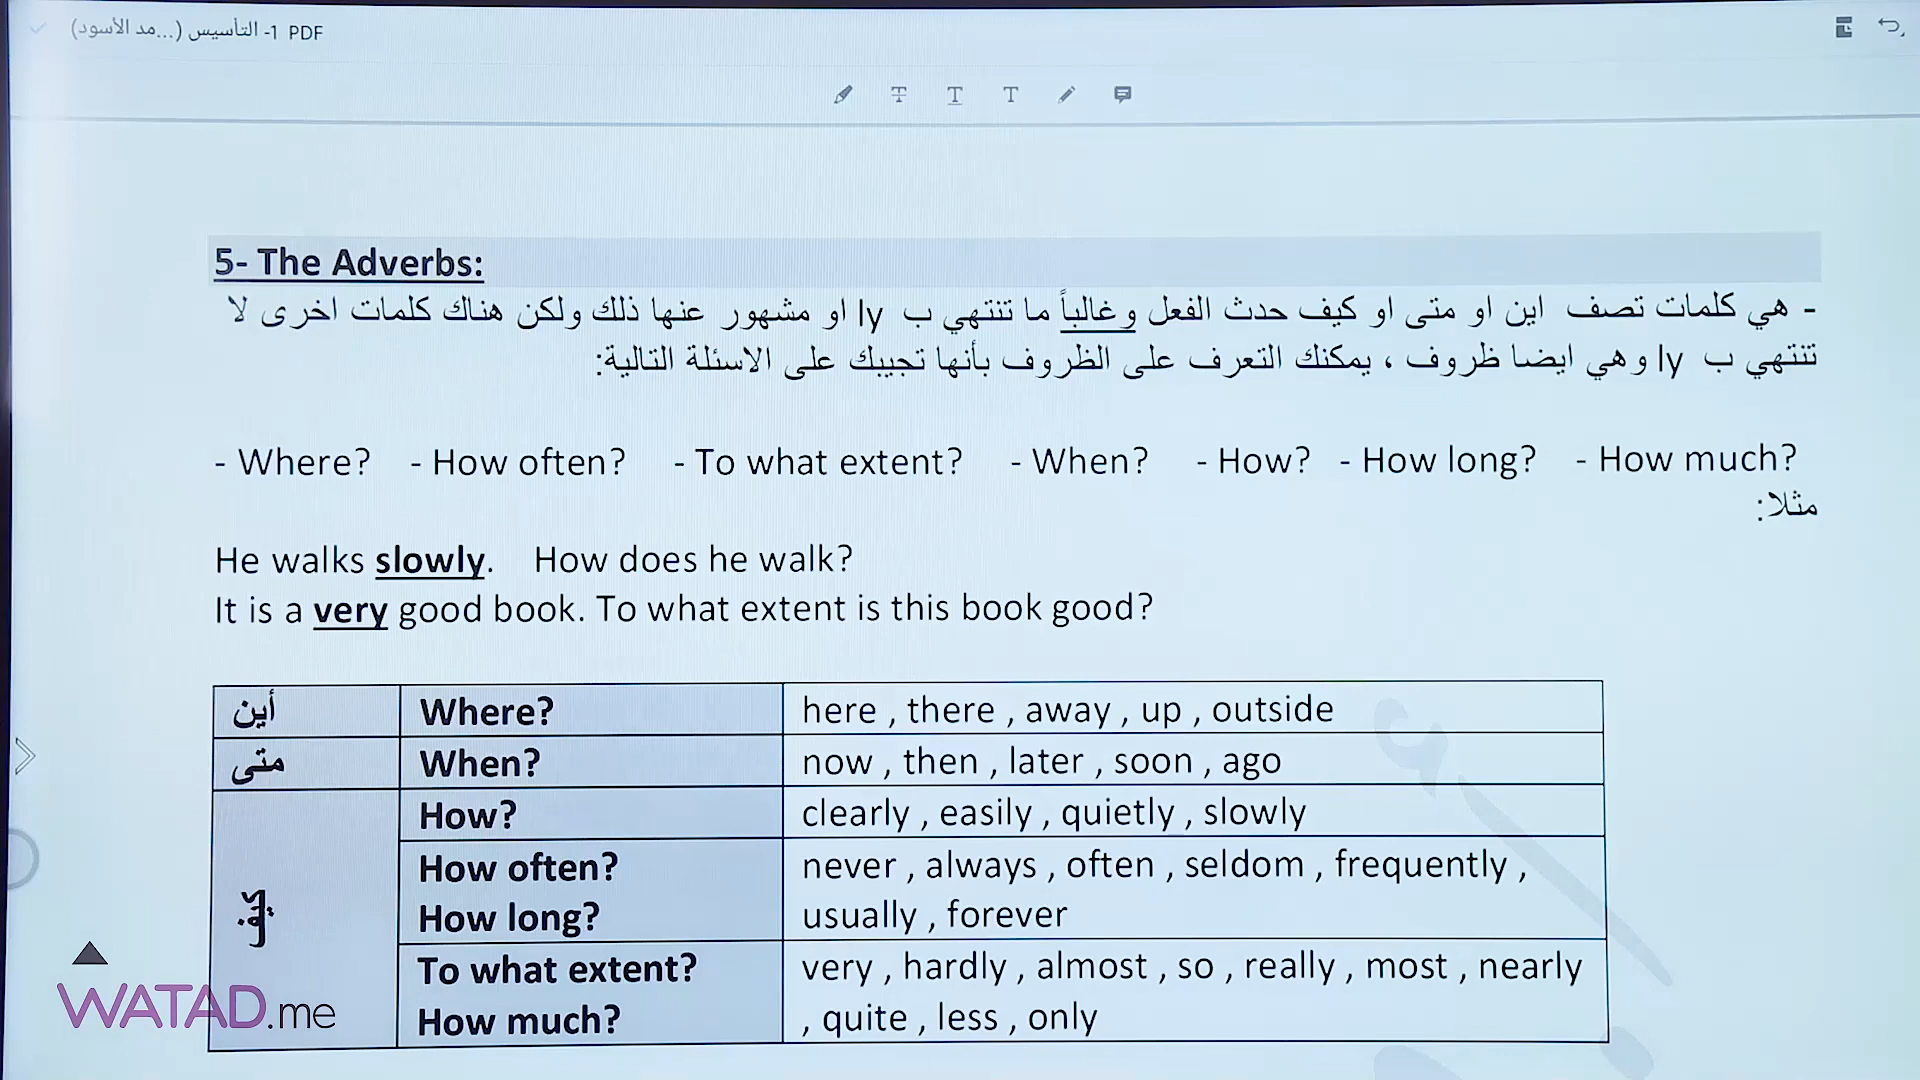 1- التأسيس (...مد الأسود) PDF
5- The Adverbs:
- هي كلمات تصف اين او متى او كيف حدث الفعل وغالباً ما تنتهي ب ly او مشهور عنها ذلك ولكن هناك كلمات اخرى لا
تنتهي ب ly وهي ايضا ظروف ، يمكنك التعرف على الظروف بأنها تجيبك على الاسئلة التالية:
- Where? - How often? - To what extent? - When? - How? - How long? - How much?
مثلا:
He walks slowly. How does he walk?
It is a very good book. To what extent is this book good?
أين Where? here , there , away , up , outside
متى When? now , then , later , soon , ago
كيف How? clearly , easily , quietly , slowly
How often? never , always , often , seldom , frequently ,
How long? usually , forever
To what extent? very , hardly , almost , so , really , most , nearly
How much? , quite , less , only
WATAD.me